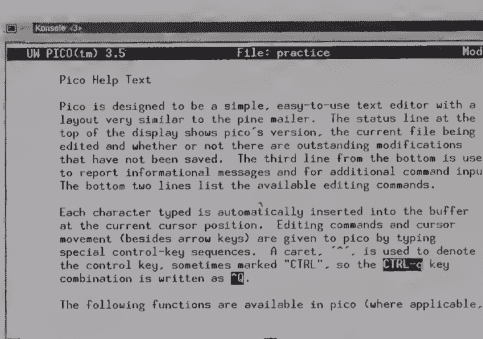 Konsole <3>
UW PICO(tm) 3.5 File: practice Mod
Pico Help Text
Pico is designed to be a simple, easy-to-use text editor with a
layout very similar to the pine mailer. The status line at the
top of the display shows pico's version, the current file being
edited and whether or not there are outstanding modifications
that have not been saved. The third line from the bottom is use
to report informational messages and for additional command inpu
The bottom two lines list the available editing commands.
Each character typed is automatically inserted into the buffer
at the current cursor position. Editing commands and cursor
movement (besides arrow keys) are given to pico by typing
special control-key sequences. A caret, '^', is used to denote
the control key, sometimes marked "CTRL", so the CTRL-q key
combination is written as ^Q.
The following functions are available in pico (where applicable,